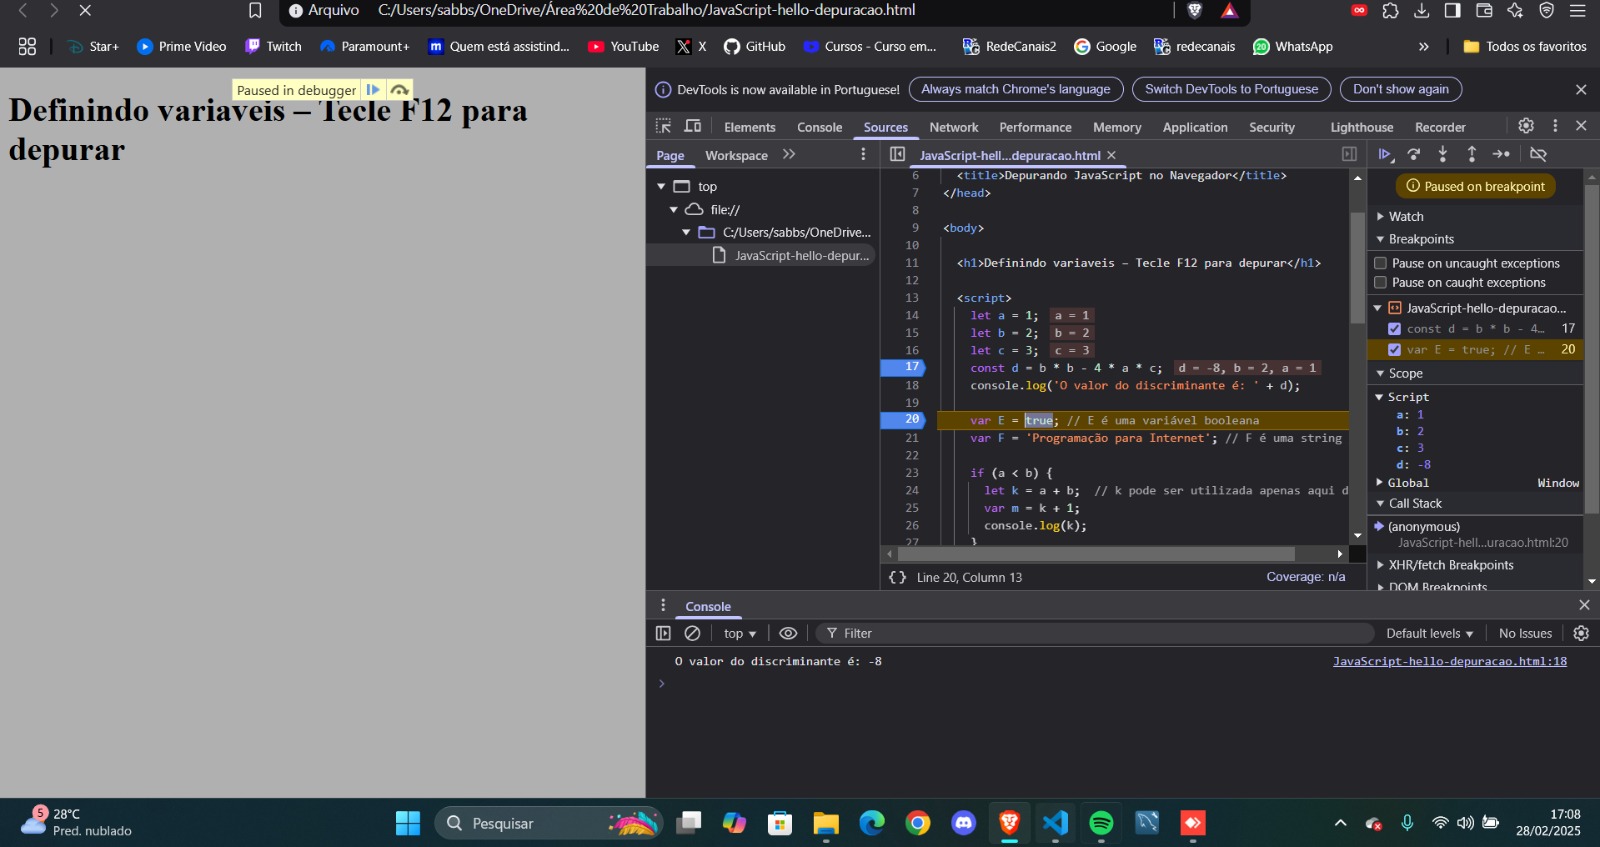 Arquivo C:/Users/sabbs/OneDrive/Área%20de%20Trabalho/JavaScript-hello-depuracao.html
Star+ Prime Video Twitch Paramount+ Quem está assistind... YouTube X GitHub Cursos - Curso em... RedeCanais2 Google redecanais WhatsApp » Todos os favoritos
Paused in debugger
Definindo variaveis – Tecle F12 para
depurar
DevTools is now available in Portuguese! Always match Chrome's language Switch DevTools to Portuguese Don't show again
Elements Console Sources Network Performance Memory Application Security Lighthouse Recorder
Page Workspace » JavaScript-hell...depuracao.html
top
file://
C:/Users/sabbs/OneDrive...
JavaScript-hello-depur...
6 <title>Depurando JavaScript no Navegador</title>
7 </head>
8
9 <body>
10
11 <h1>Definindo variaveis – Tecle F12 para depurar</h1>
12
13 <script>
14 let a = 1; a = 1
15 let b = 2; b = 2
16 let c = 3; c = 3
17 const d = b * b - 4 * a * c; d = -8, b = 2, a = 1
18 console.log('O valor do discriminante é: ' + d);
19
20 var E = true; // E é uma variável booleana
21 var F = 'Programação para Internet'; // F é uma string
22
23 if (a < b) {
24 let k = a + b; // k pode ser utilizada apenas aqui d
25 var m = k + 1;
26 console.log(k);
27 }
{} Line 20, Column 13 Coverage: n/a
Paused on breakpoint
Watch
Breakpoints
Pause on uncaught exceptions
Pause on caught exceptions
JavaScript-hello-depuracao...
const d = b * b - 4... 17
var E = true; // E ... 20
Scope
Script
a: 1
b: 2
c: 3
d: -8
Global Window
Call Stack
(anonymous)
JavaScript-hell...uracao.html:20
XHR/fetch Breakpoints
DOM Breakpoints
Console
top Filter Default levels No Issues
O valor do discriminante é: -8 JavaScript-hello-depuracao.html:18
5 28°C
Pred. nublado
Pesquisar
17:08
28/02/2025